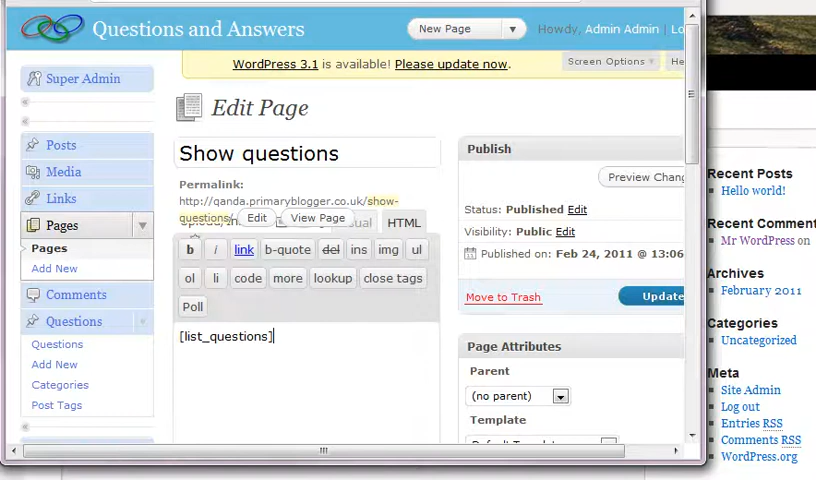 Questions and Answers
New Page
Howdy, Admin Admin | Lo
WordPress 3.1 is available! Please update now.
Screen Options
He
Super Admin
Edit Page
Posts
Media
Links
Pages
Pages
Add New
Comments
Questions
Questions
Add New
Categories
Post Tags
Show questions
Permalink:
http://qanda.primaryblogger.co.uk/show-
questions/
Edit
View Page
HTML
b
i
link
b-quote
del
ins
img
ul
ol
li
code
more
lookup
close tags
Poll
[list_questions]
Publish
Preview Chang
Status: Published Edit
Visibility: Public Edit
Published on: Feb 24, 2011 @ 13:06
Move to Trash
Update
Page Attributes
Parent
(no parent)
Template
Recent Posts
Hello world!
Recent Comment
Mr WordPress on
Archives
February 2011
Categories
Uncategorized
Meta
Site Admin
Log out
Entries RSS
Comments RSS
WordPress.org